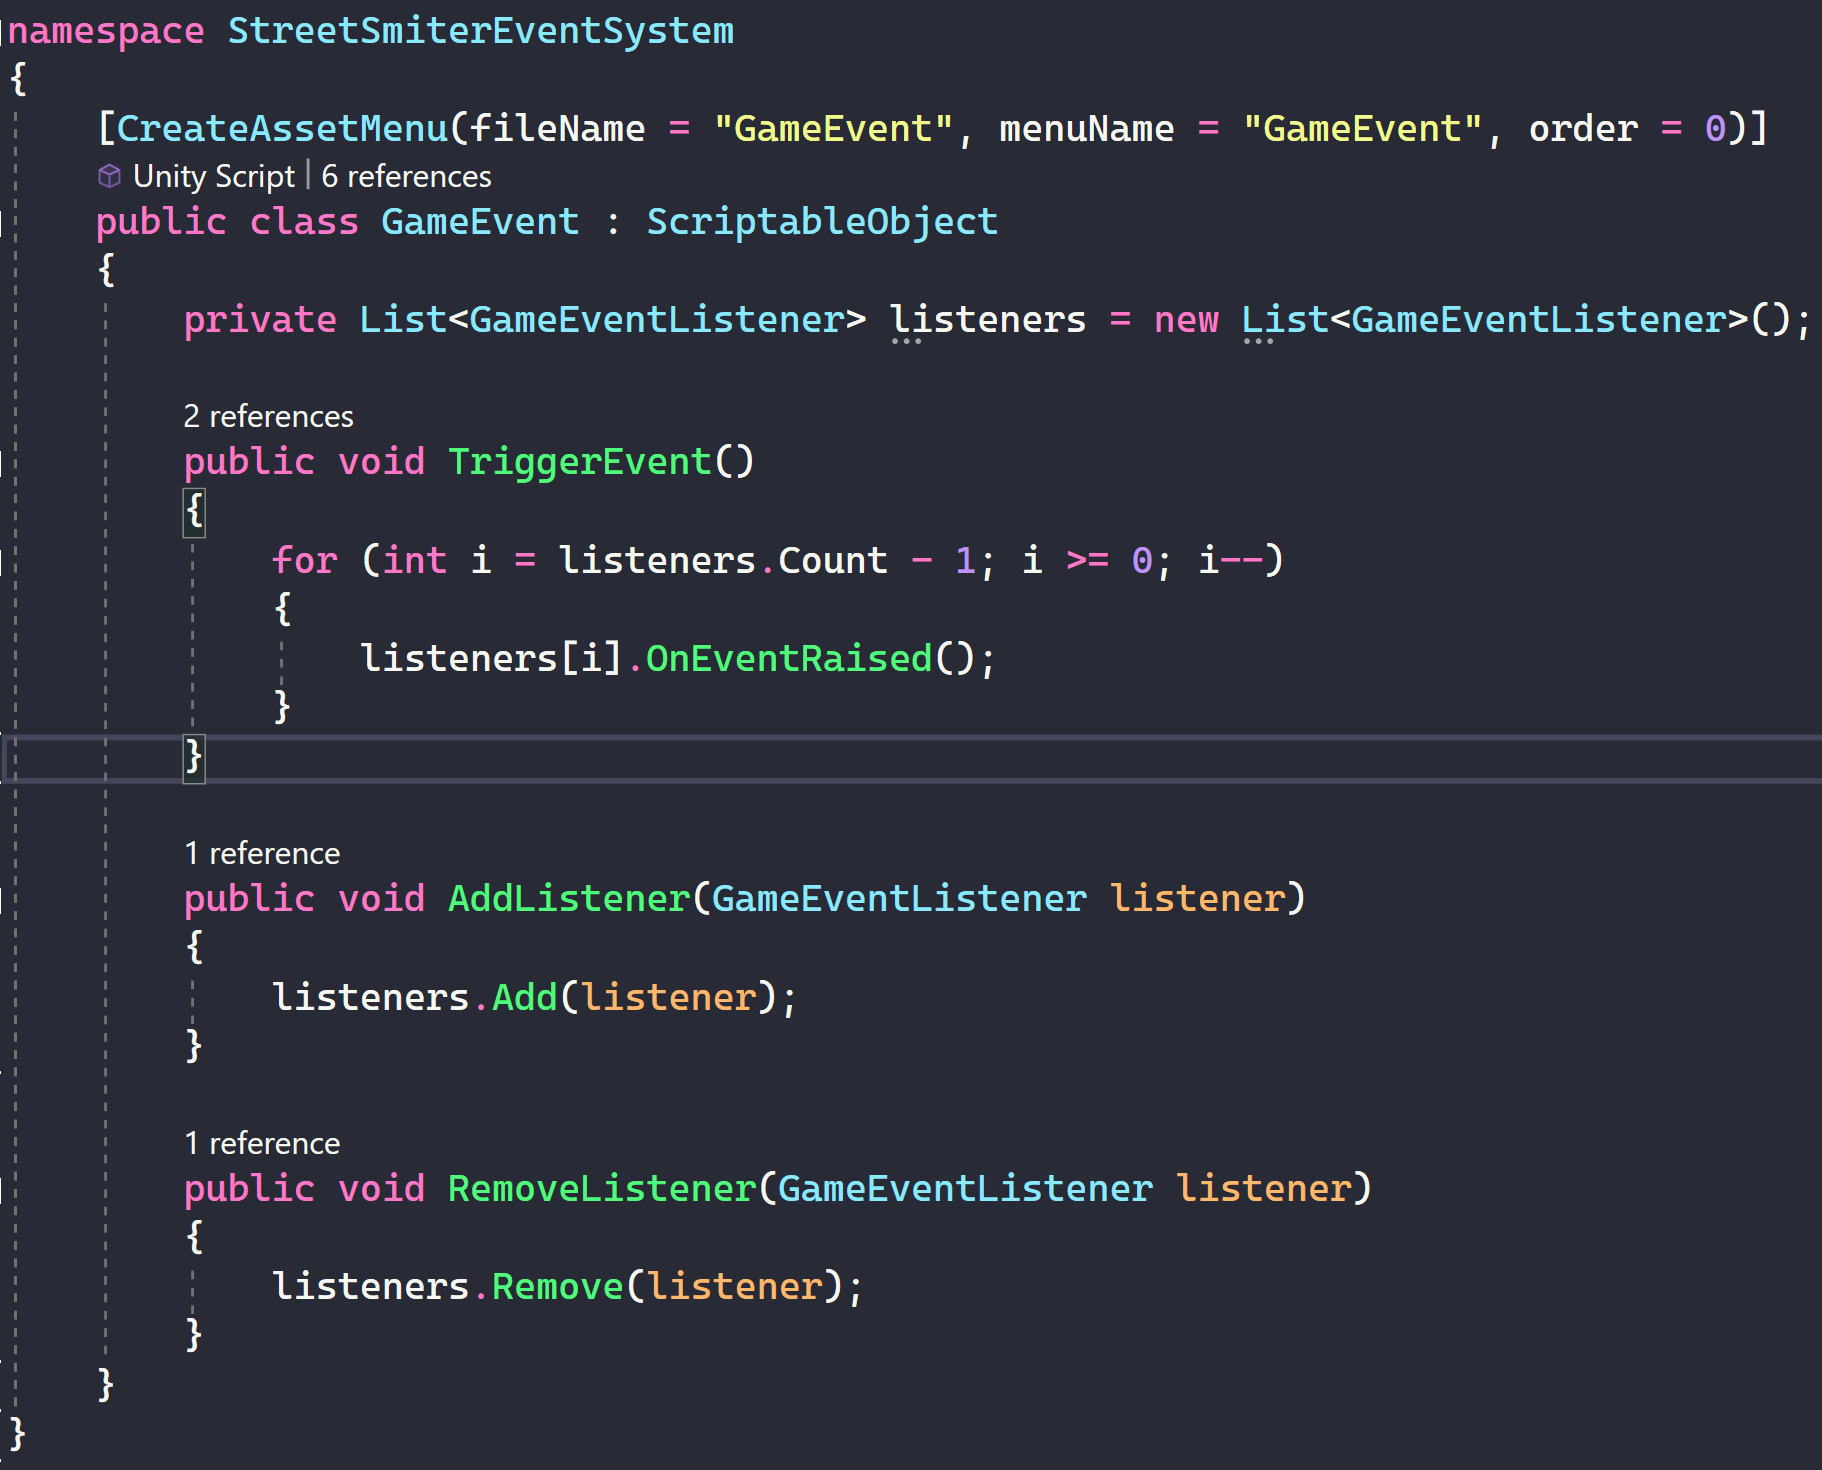 namespace StreetSmiterEventSystem
{
[CreateAssetMenu(fileName = "GameEvent", menuName = "GameEvent", order = 0)]
Unity Script | 6 references
public class GameEvent : ScriptableObject
{
private List<GameEventListener> listeners = new List<GameEventListener>();
2 references
public void TriggerEvent()
{
for (int i = listeners.Count - 1; i >= 0; i--)
{
listeners[i].OnEventRaised();
}
}
1 reference
public void AddListener(GameEventListener listener)
{
listeners.Add(listener);
}
1 reference
public void RemoveListener(GameEventListener listener)
{
listeners.Remove(listener);
}
}
}